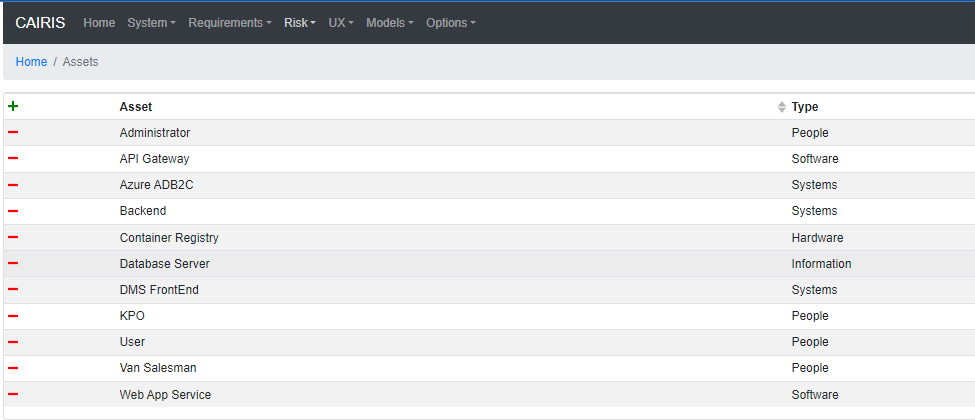 CAIRIS Home System Requirements Risk UX Models Options
Home / Assets
Asset Type
Administrator People
API Gateway Software
Azure ADB2C Systems
Backend Systems
Container Registry Hardware
Database Server Information
DMS FrontEnd Systems
KPO People
User People
Van Salesman People
Web App Service Software